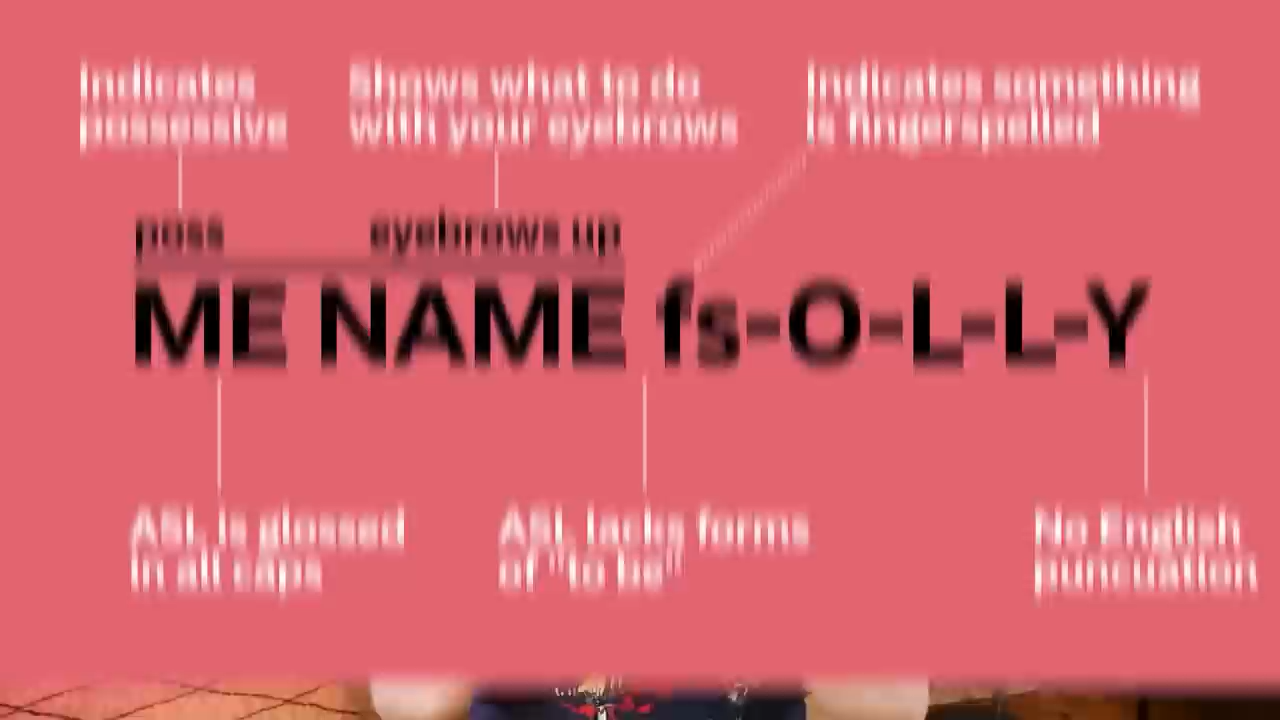 Indicates
possessive
Shows what to do
with your eyebrows
Indicates something
is fingerspelled
poss eyebrows up
ME NAME fs-O-L-L-Y
ASL is glossed
in all caps
ASL lacks forms
of "to be"
No English
puncuation